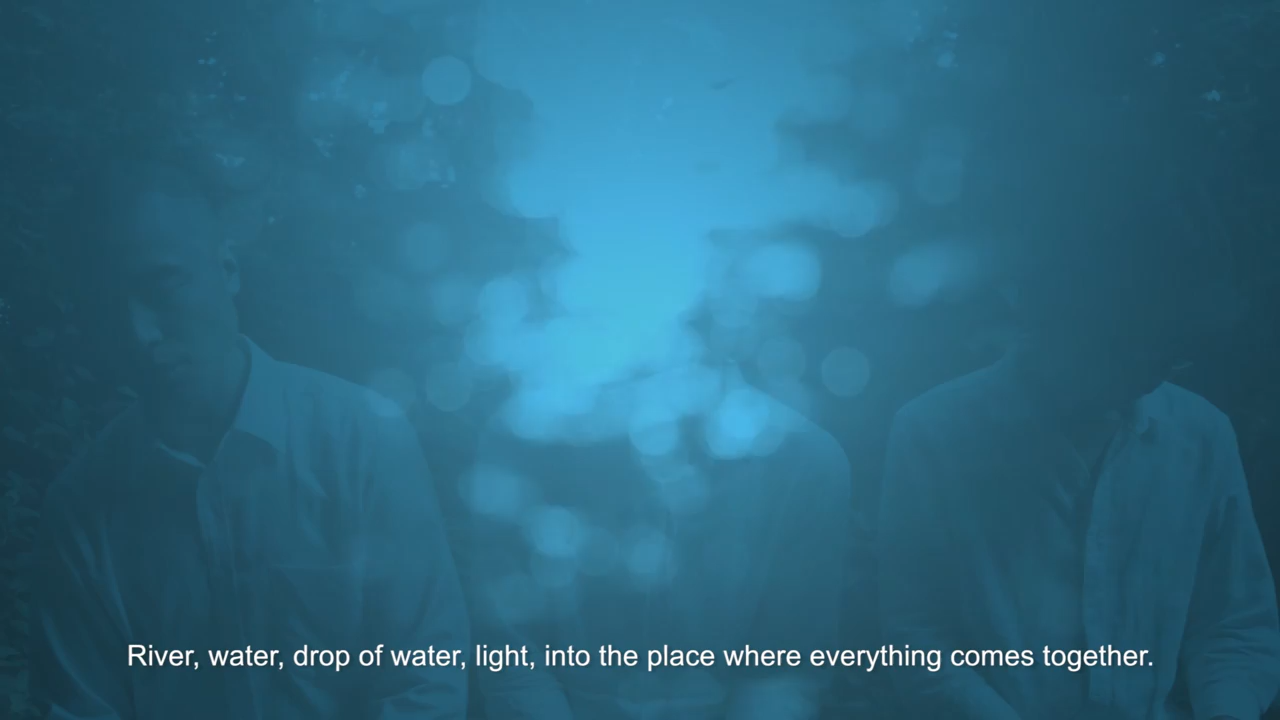 River, water, drop of water, light, into the place where everything comes together.